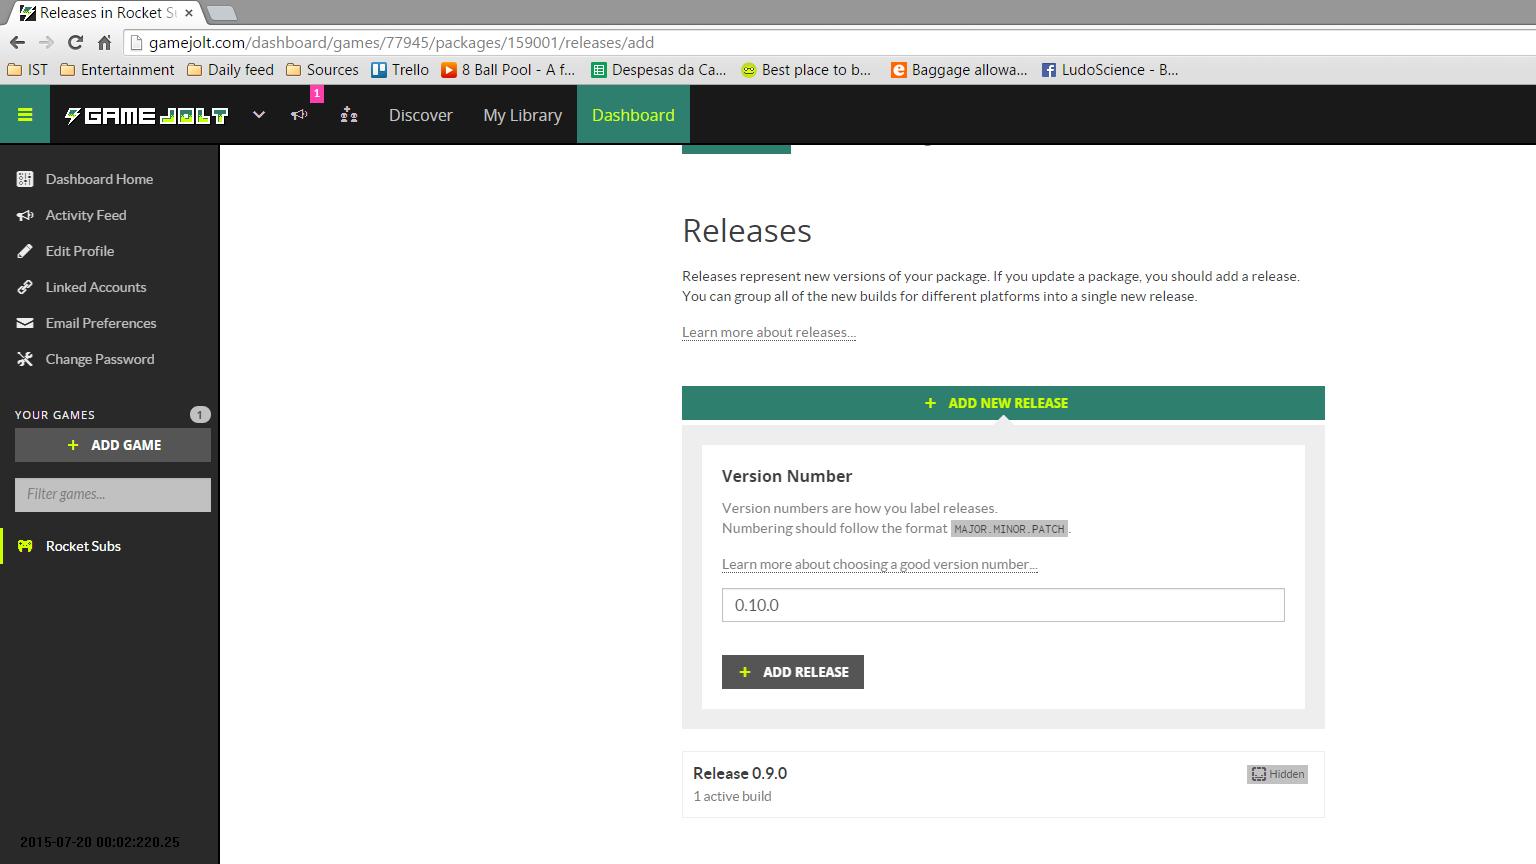 Releases in Rocket Su
gamejolt.com/dashboard/games/77945/packages/159001/releases/add
IST Entertainment Daily feed Sources Trello 8 Ball Pool - A f... Despesas da Ca... Best place to b... Baggage allowa... LudoScience - B...
GAME JOLT 1 Discover My Library Dashboard
Dashboard Home
Activity Feed
Edit Profile
Linked Accounts
Email Preferences
Change Password
YOUR GAMES 1
+ ADD GAME
Filter games...
Rocket Subs
2015-07-20 00:02:220.25
Releases
Releases represent new versions of your package. If you update a package, you should add a release.
You can group all of the new builds for different platforms into a single new release.
Learn more about releases...
+ ADD NEW RELEASE
Version Number
Version numbers are how you label releases.
Numbering should follow the format MAJOR.MINOR.PATCH.
Learn more about choosing a good version number...
0.10.0
+ ADD RELEASE
Release 0.9.0 Hidden
1 active build